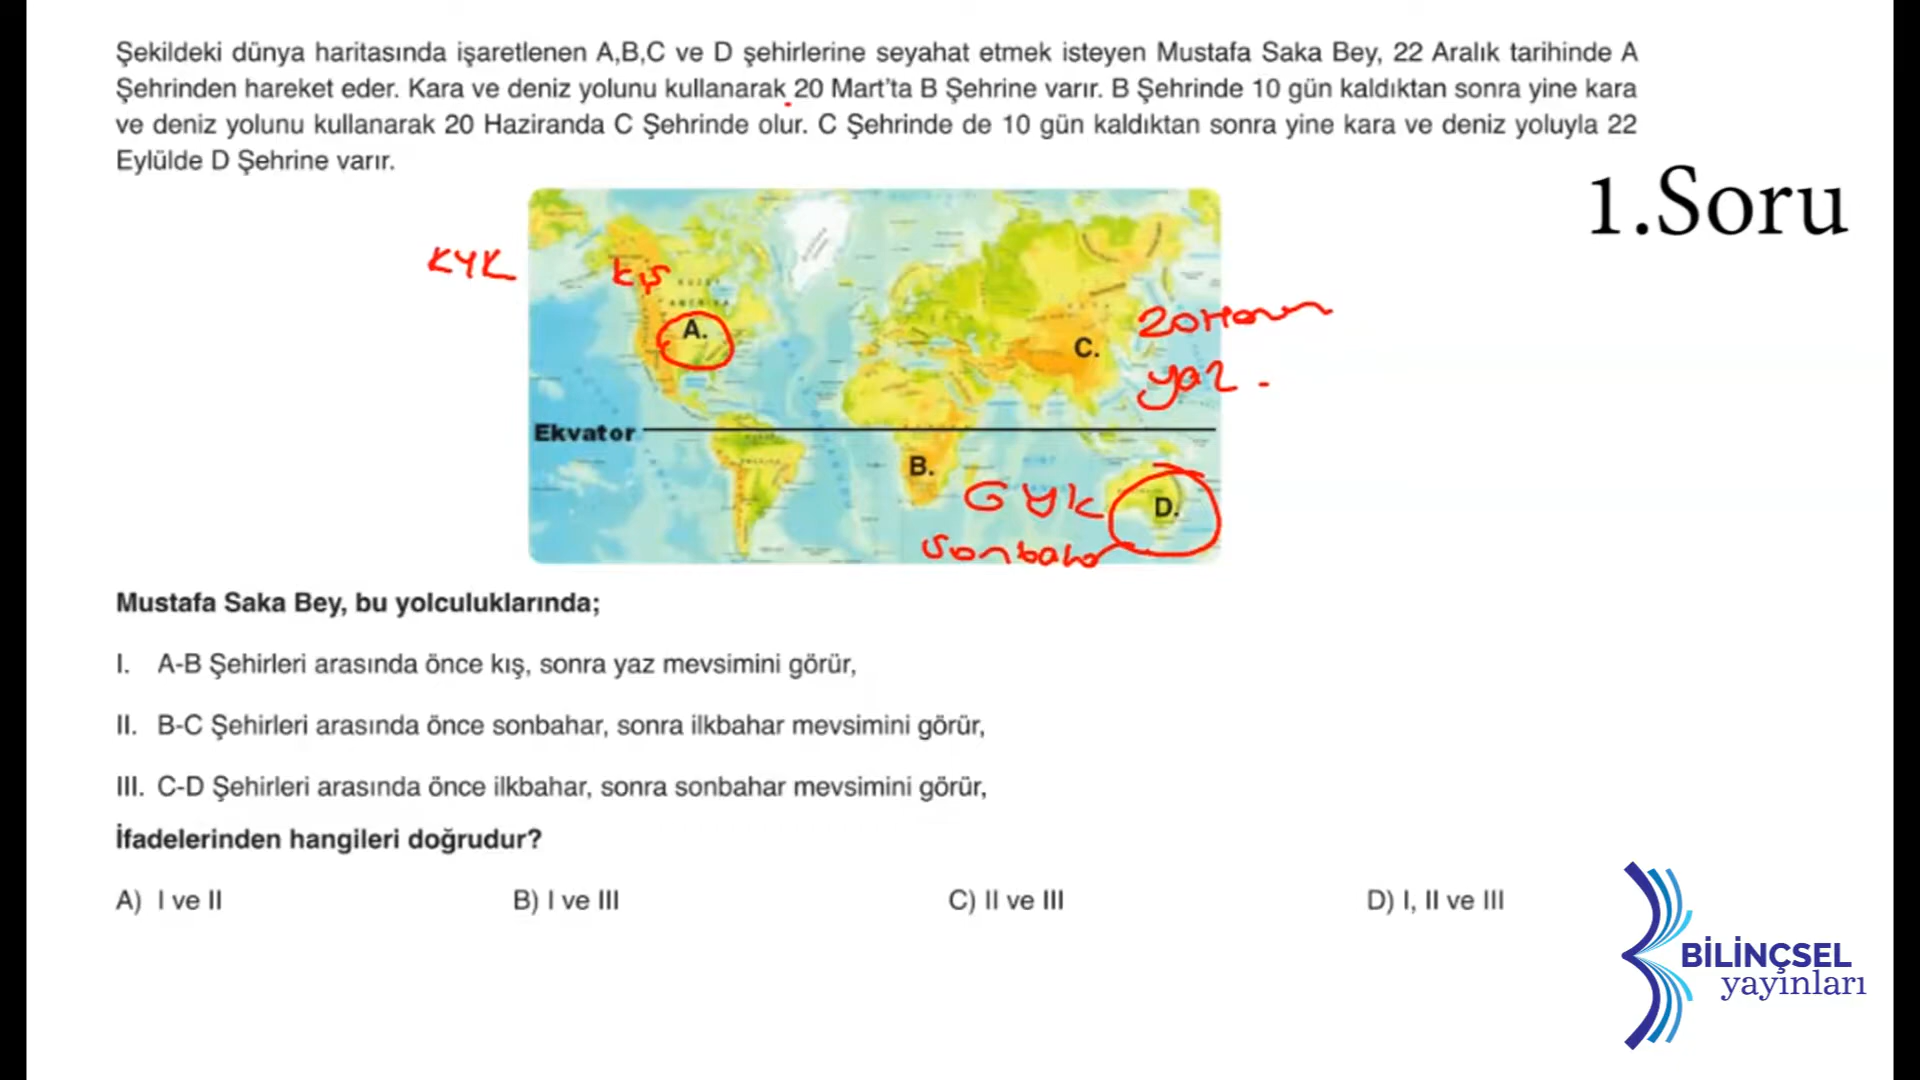 Şekildeki dünya haritasında işaretlenen A,B,C ve D şehirlerine seyahat etmek isteyen Mustafa Saka Bey, 22 Aralık tarihinde A
Şehrinden hareket eder. Kara ve deniz yolunu kullanarak 20 Mart'ta B Şehrine varır. B Şehrinde 10 gün kaldıktan sonra yine kara
ve deniz yolunu kullanarak 20 Haziranda C Şehrinde olur. C Şehrinde de 10 gün kaldıktan sonra yine kara ve deniz yoluyla 22
Eylülde D Şehrine varır.
1.Soru
KYK
kış
A.
C.
yaz
Ekvator
B.
GYK
D.
Sonbahar
Mustafa Saka Bey, bu yolculuklarında;
I. A-B Şehirleri arasında önce kış, sonra yaz mevsimini görür,
II. B-C Şehirleri arasında önce sonbahar, sonra ilkbahar mevsimini görür,
III. C-D Şehirleri arasında önce ilkbahar, sonra sonbahar mevsimini görür,
İfadelerinden hangileri doğrudur?
A) I ve II B) I ve III C) II ve III D) I, II ve III
BİLİNÇSEL
yayınları